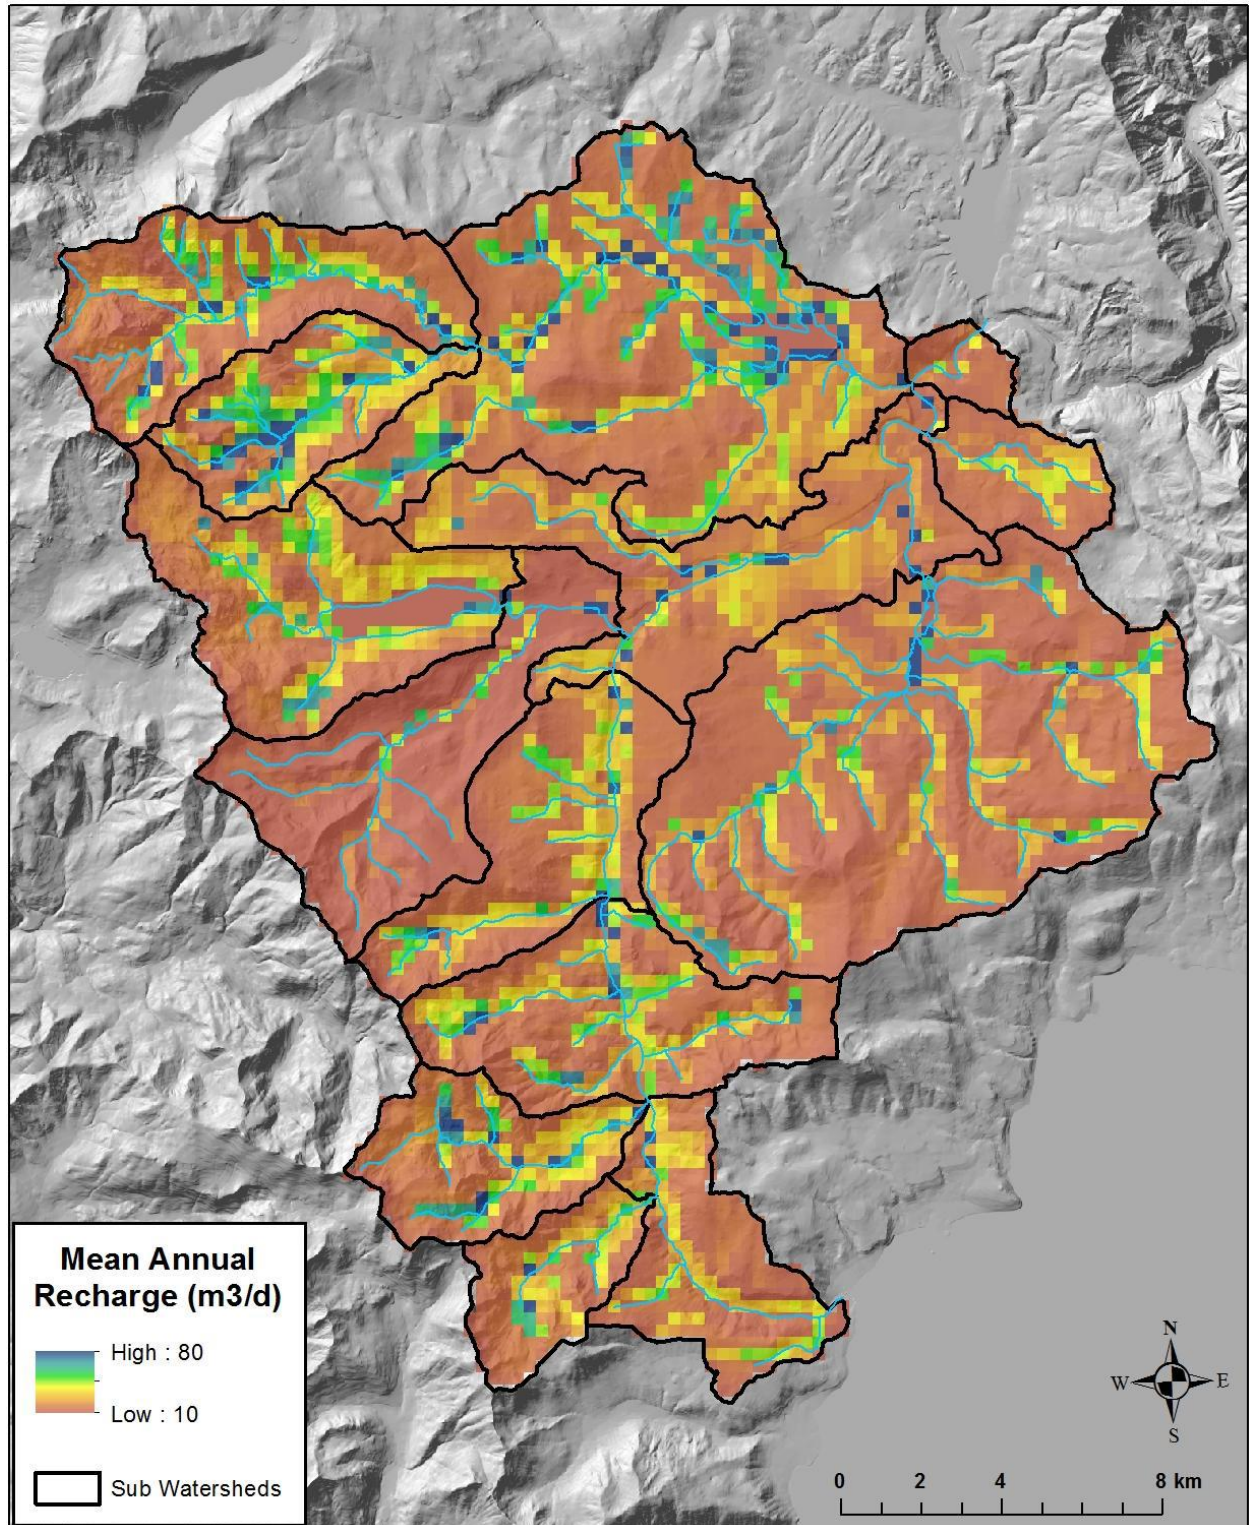 Mean Annual
Recharge (m3/d)
High : 80
Low : 10
Sub Watersheds
N
W E
S
0 2 4 8 km